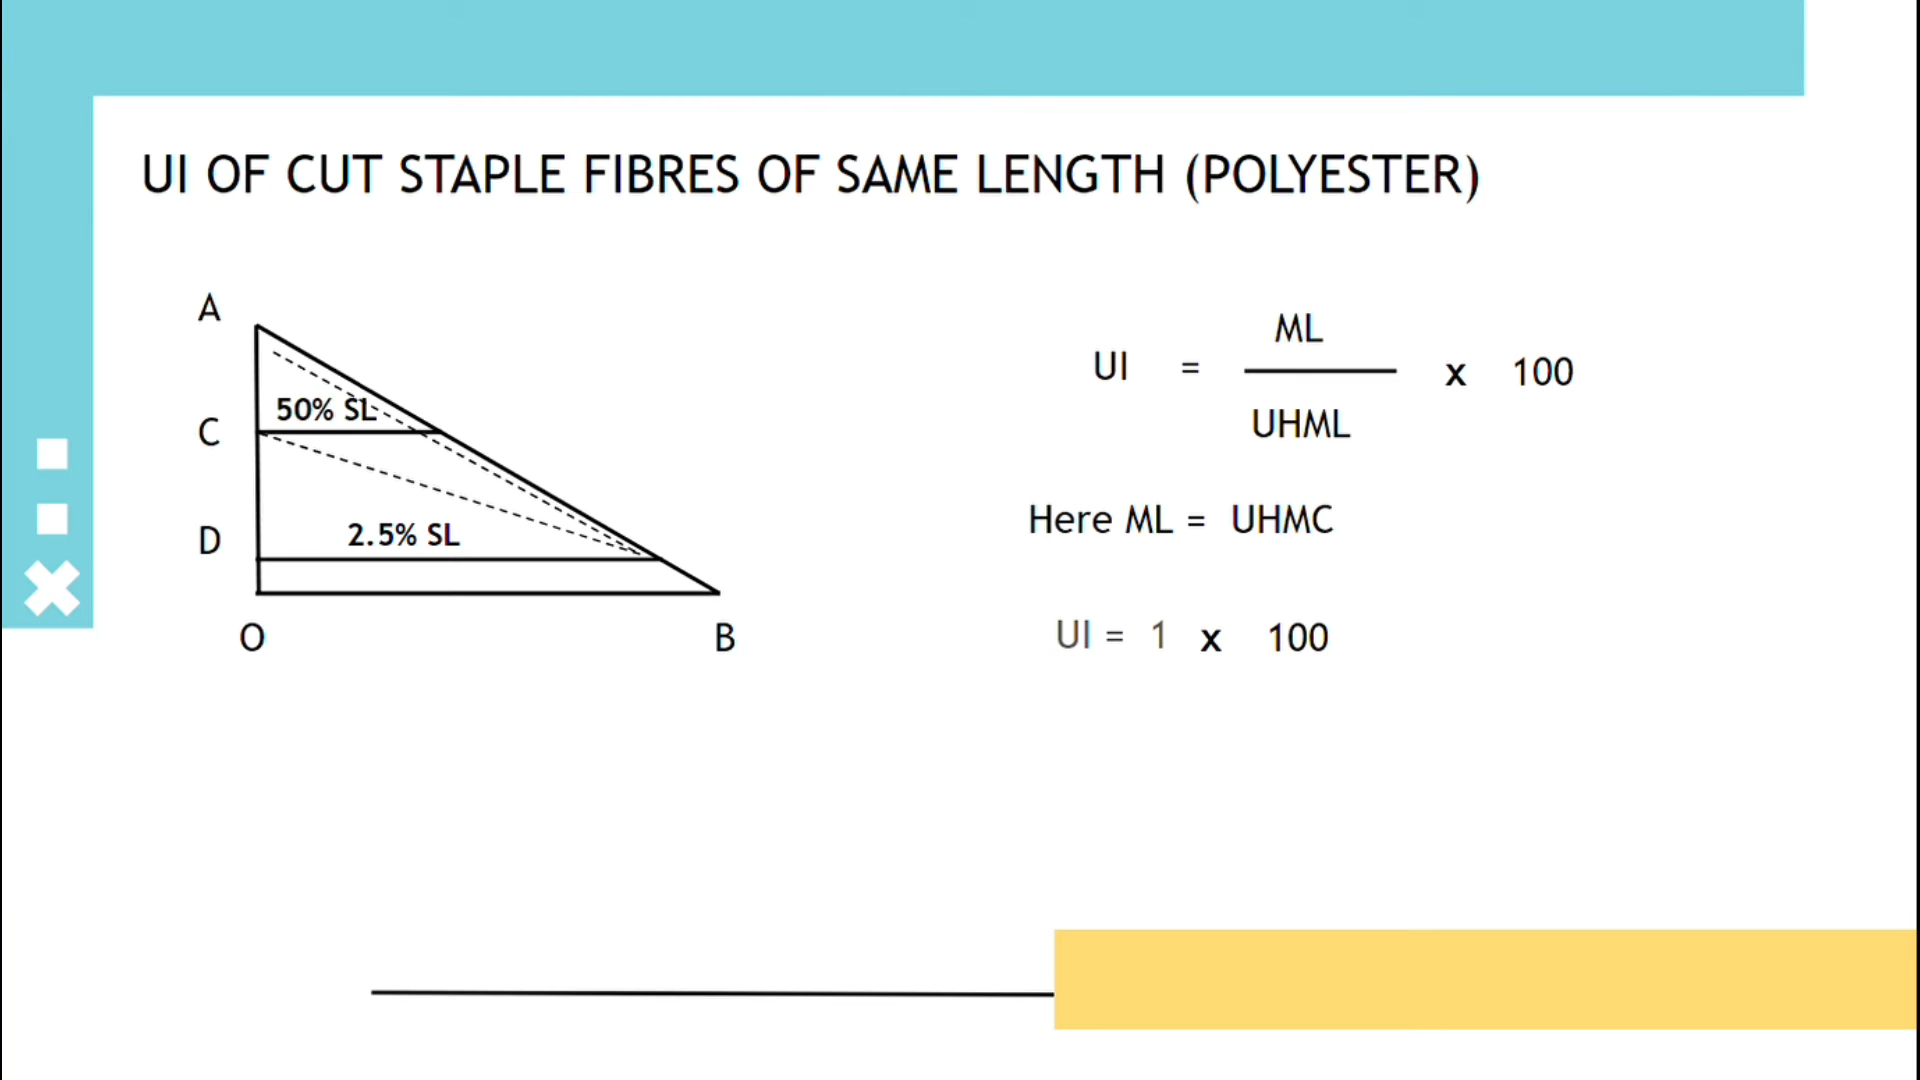 UI OF CUT STAPLE FIBRES OF SAME LENGTH (POLYESTER)
A
50% SL
C
2.5% SL
D
O B
ML
UI = x 100
UHML
Here ML = UHMC
UI = 1 x 100